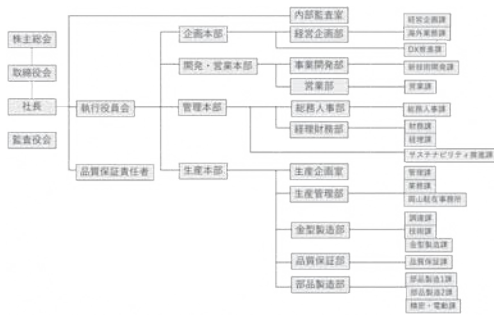 株主総会
取締役会
社長
監査役会
執行役員会
品質保証責任者
企画本部
開発・営業本部
管理本部
生産本部
内部監査室
経営企画部
事業開発部
営業部
総務人事部
経理財務部
生産企画室
生産管理部
金型製造部
品質保証部
部品製造部
経営企画課
海外業務課
DX推進課
新技術開発課
営業課
総務人事課
財務課
経理課
サステナビリティ推進課
管理課
業務課
岡山駐在事務所
調達課
技術課
金型製造課
品質保証課
部品製造1課
部品製造2課
精密・電動課